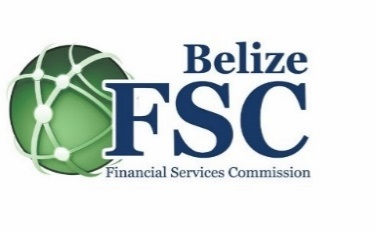 Belize
FSC
Financial Services Commission